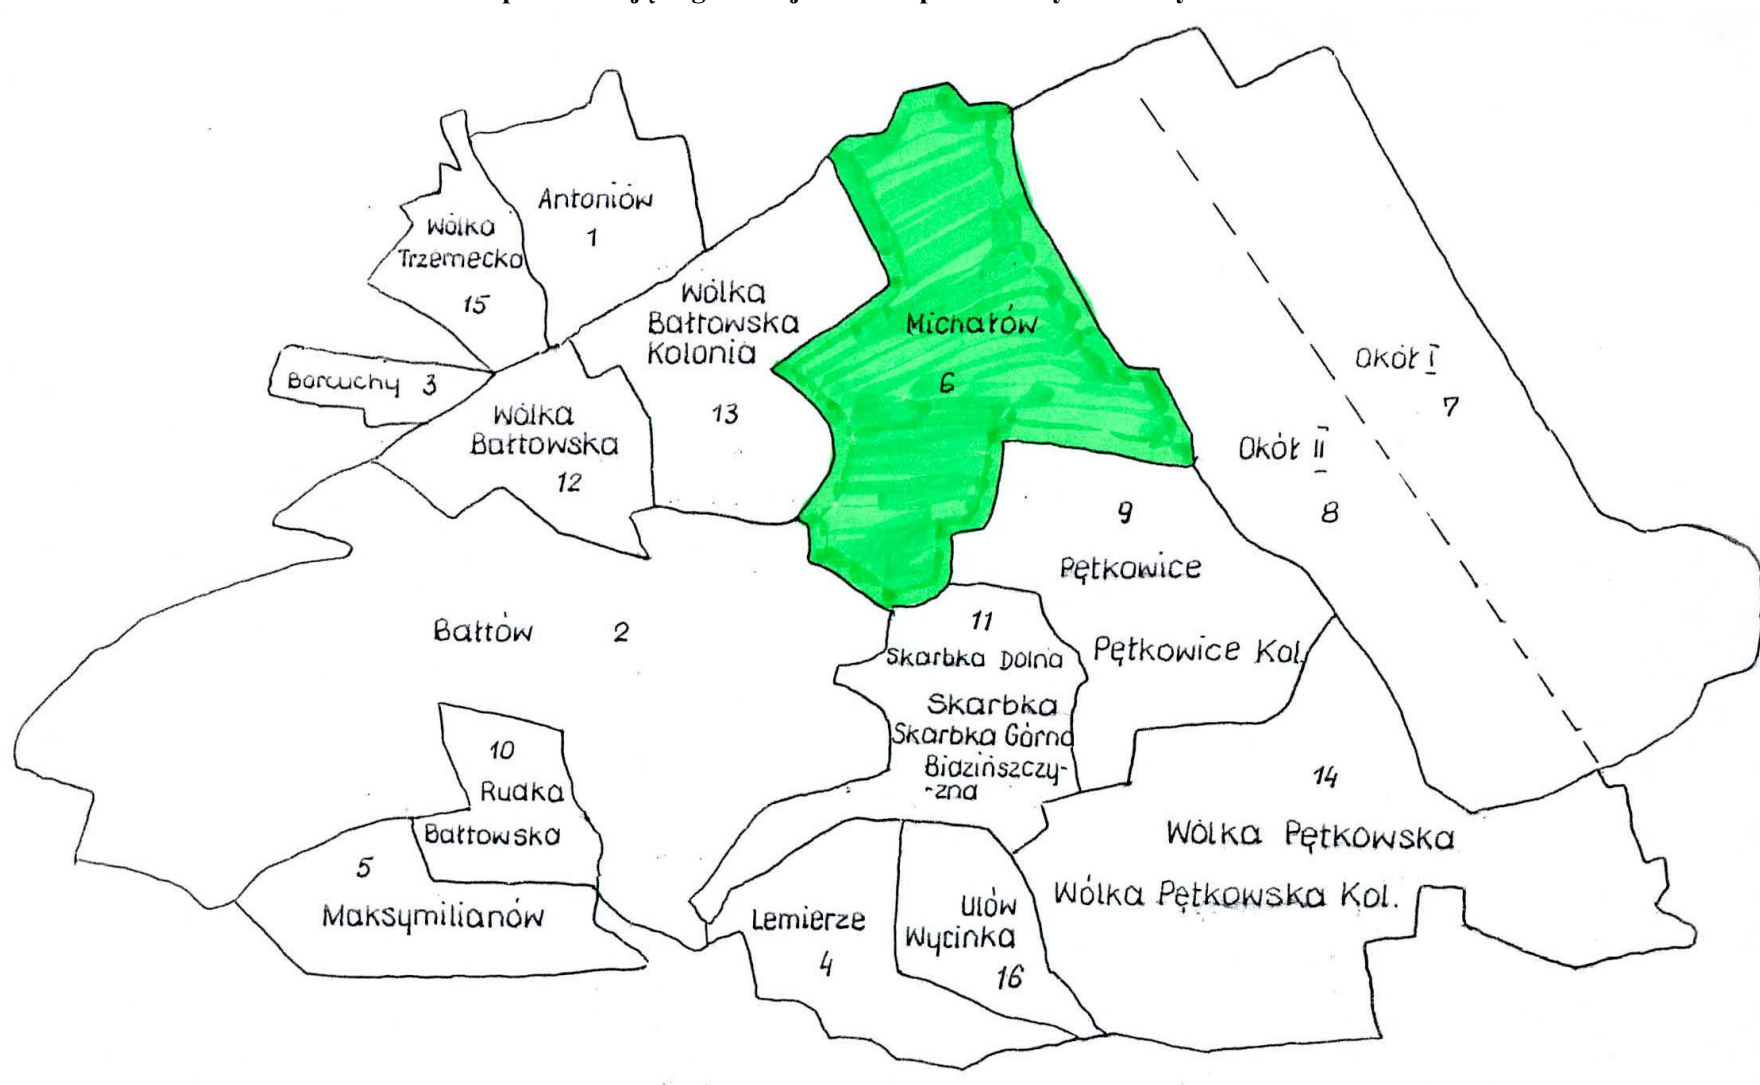 Antoniów
1
Wólka
Trzemecka
15
Borcuchy 3
Wólka
Bałtowska
12
Wólka
Bałtowska
Kolonia
13
Michałów
6
Okół I
7
Okół II
8
9
Pętkowice
Pętkowice Kol.
Bałtów 2
11
Skarbka Dolna
Skarbka
Skarbka Górna
Bidzińszczy-
-zna
10
Rudka
Bałtowska
5
Maksymilianów
Lemierze
4
Ulów
Wycinka
16
14
Wólka Pętkowska
Wólka Pętkowska Kol.